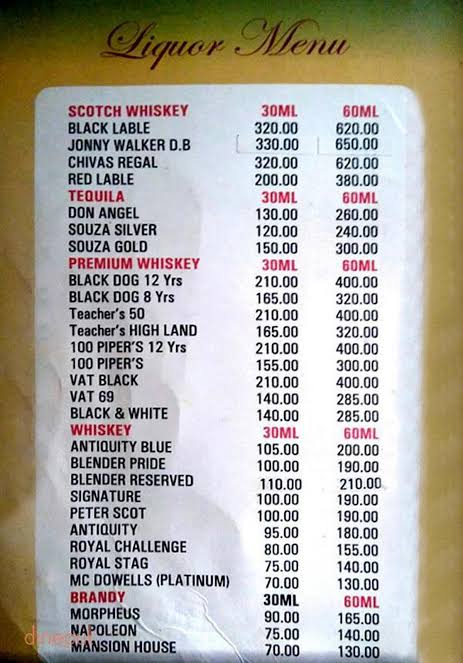 Liquor Menu
SCOTCH WHISKEY 30ML 60ML
BLACK LABLE 320.00 620.00
JONNY WALKER D.B 330.00 650.00
CHIVAS REGAL 320.00 620.00
RED LABLE 200.00 380.00
TEQUILA 30ML 60ML
DON ANGEL 130.00 260.00
SOUZA SILVER 120.00 240.00
SOUZA GOLD 150.00 300.00
PREMIUM WHISKEY 30ML 60ML
BLACK DOG 12 Yrs 210.00 400.00
BLACK DOG 8 Yrs 165.00 320.00
Teacher's 50 210.00 400.00
Teacher's HIGH LAND 165.00 320.00
100 PIPER'S 12 Yrs 210.00 400.00
100 PIPER'S 155.00 300.00
VAT BLACK 210.00 400.00
VAT 69 140.00 285.00
BLACK & WHITE 140.00 285.00
WHISKEY 30ML 60ML
ANTIQUITY BLUE 105.00 200.00
BLENDER PRIDE 100.00 190.00
BLENDER RESERVED 110.00 210.00
SIGNATURE 100.00 190.00
PETER SCOT 100.00 190.00
ANTIQUITY 95.00 180.00
ROYAL CHALLENGE 80.00 155.00
ROYAL STAG 75.00 140.00
MC DOWELLS (PLATINUM) 70.00 130.00
BRANDY 30ML 60ML
MORPHEUS 90.00 165.00
NAPOLEON 75.00 140.00
MANSION HOUSE 70.00 130.00